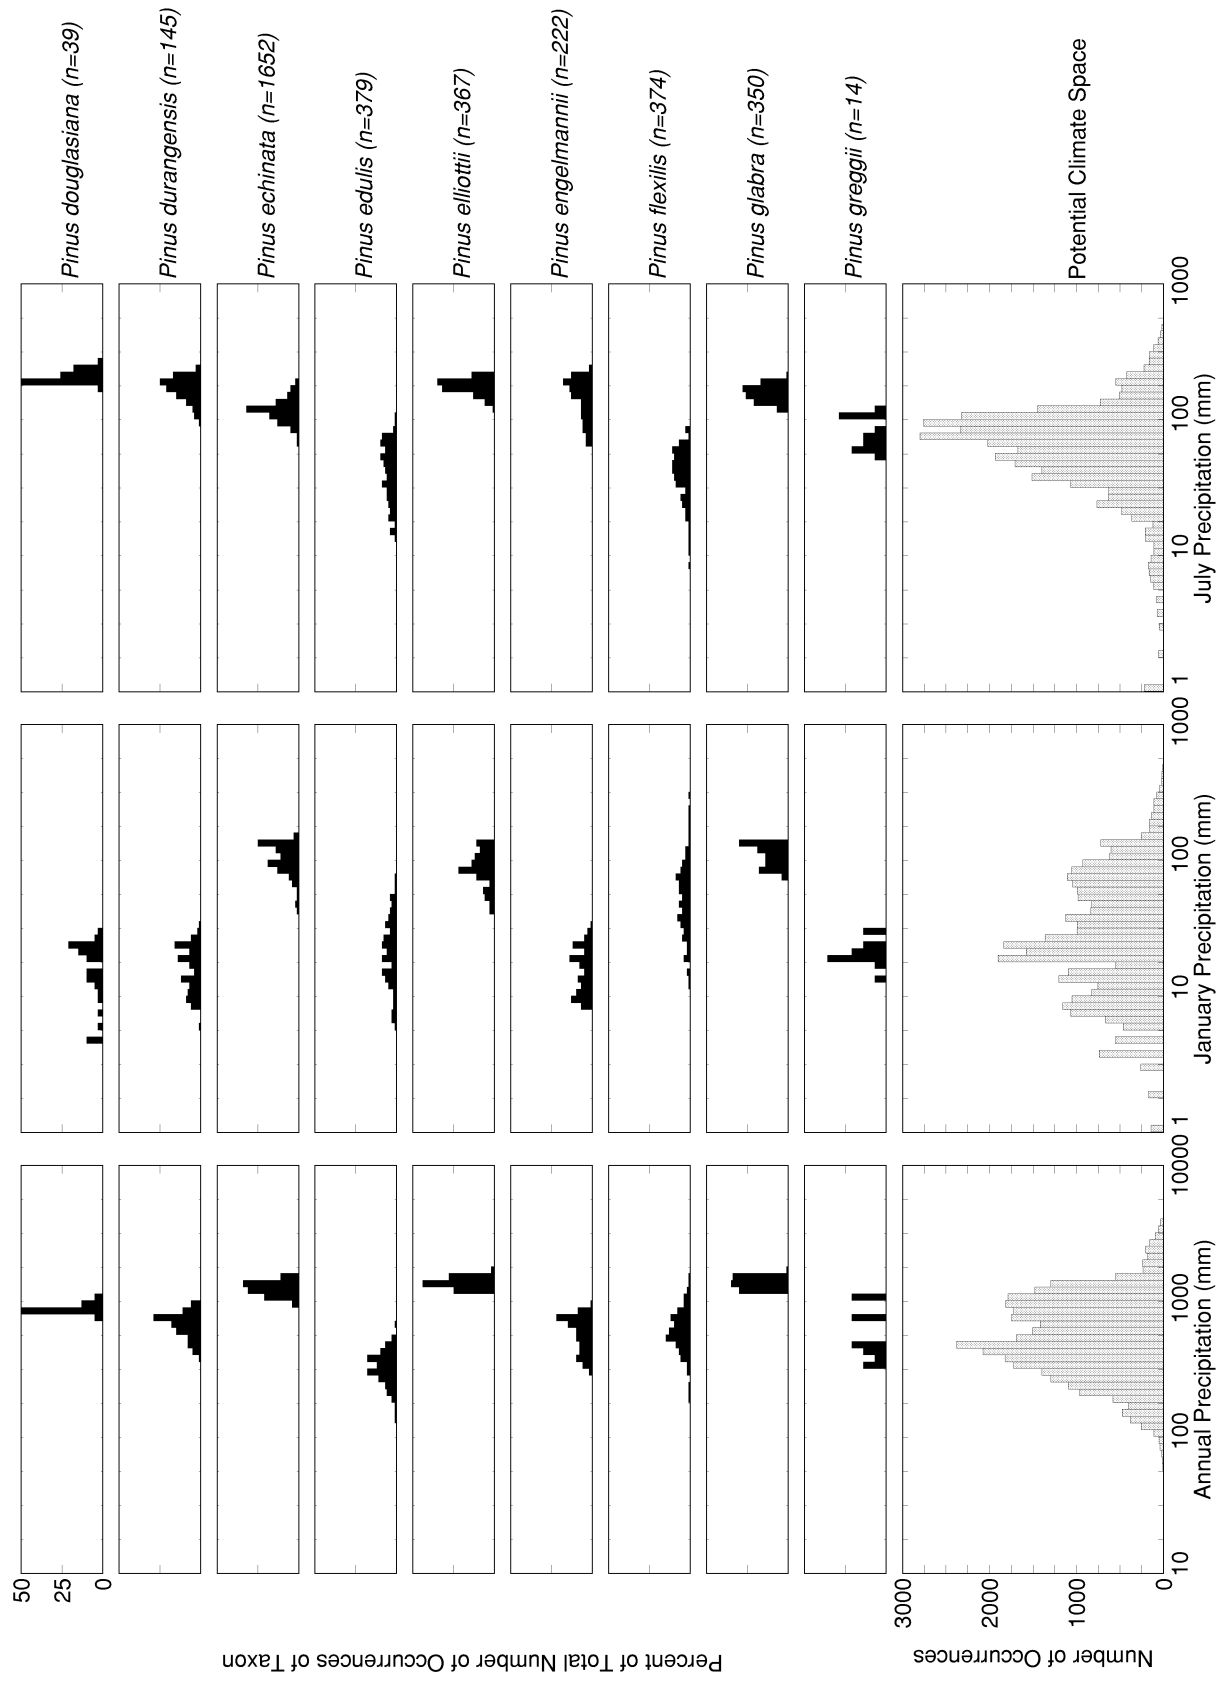 Percent of Total Number of Occurrences of Taxon
50
25
0
Pinus douglasiana (n=39)
Pinus durangensis (n=145)
Pinus echinata (n=1652)
Pinus edulis (n=379)
Pinus elliottii (n=367)
Pinus engelmannii (n=222)
Pinus flexilis (n=374)
Pinus glabra (n=350)
Pinus greggii (n=14)
Number of Occurrences
3000
2000
1000
0
Potential Climate Space
10 100 1000 10000
Annual Precipitation (mm)
1 10 100 1000
January Precipitation (mm)
1 10 100 1000
July Precipitation (mm)